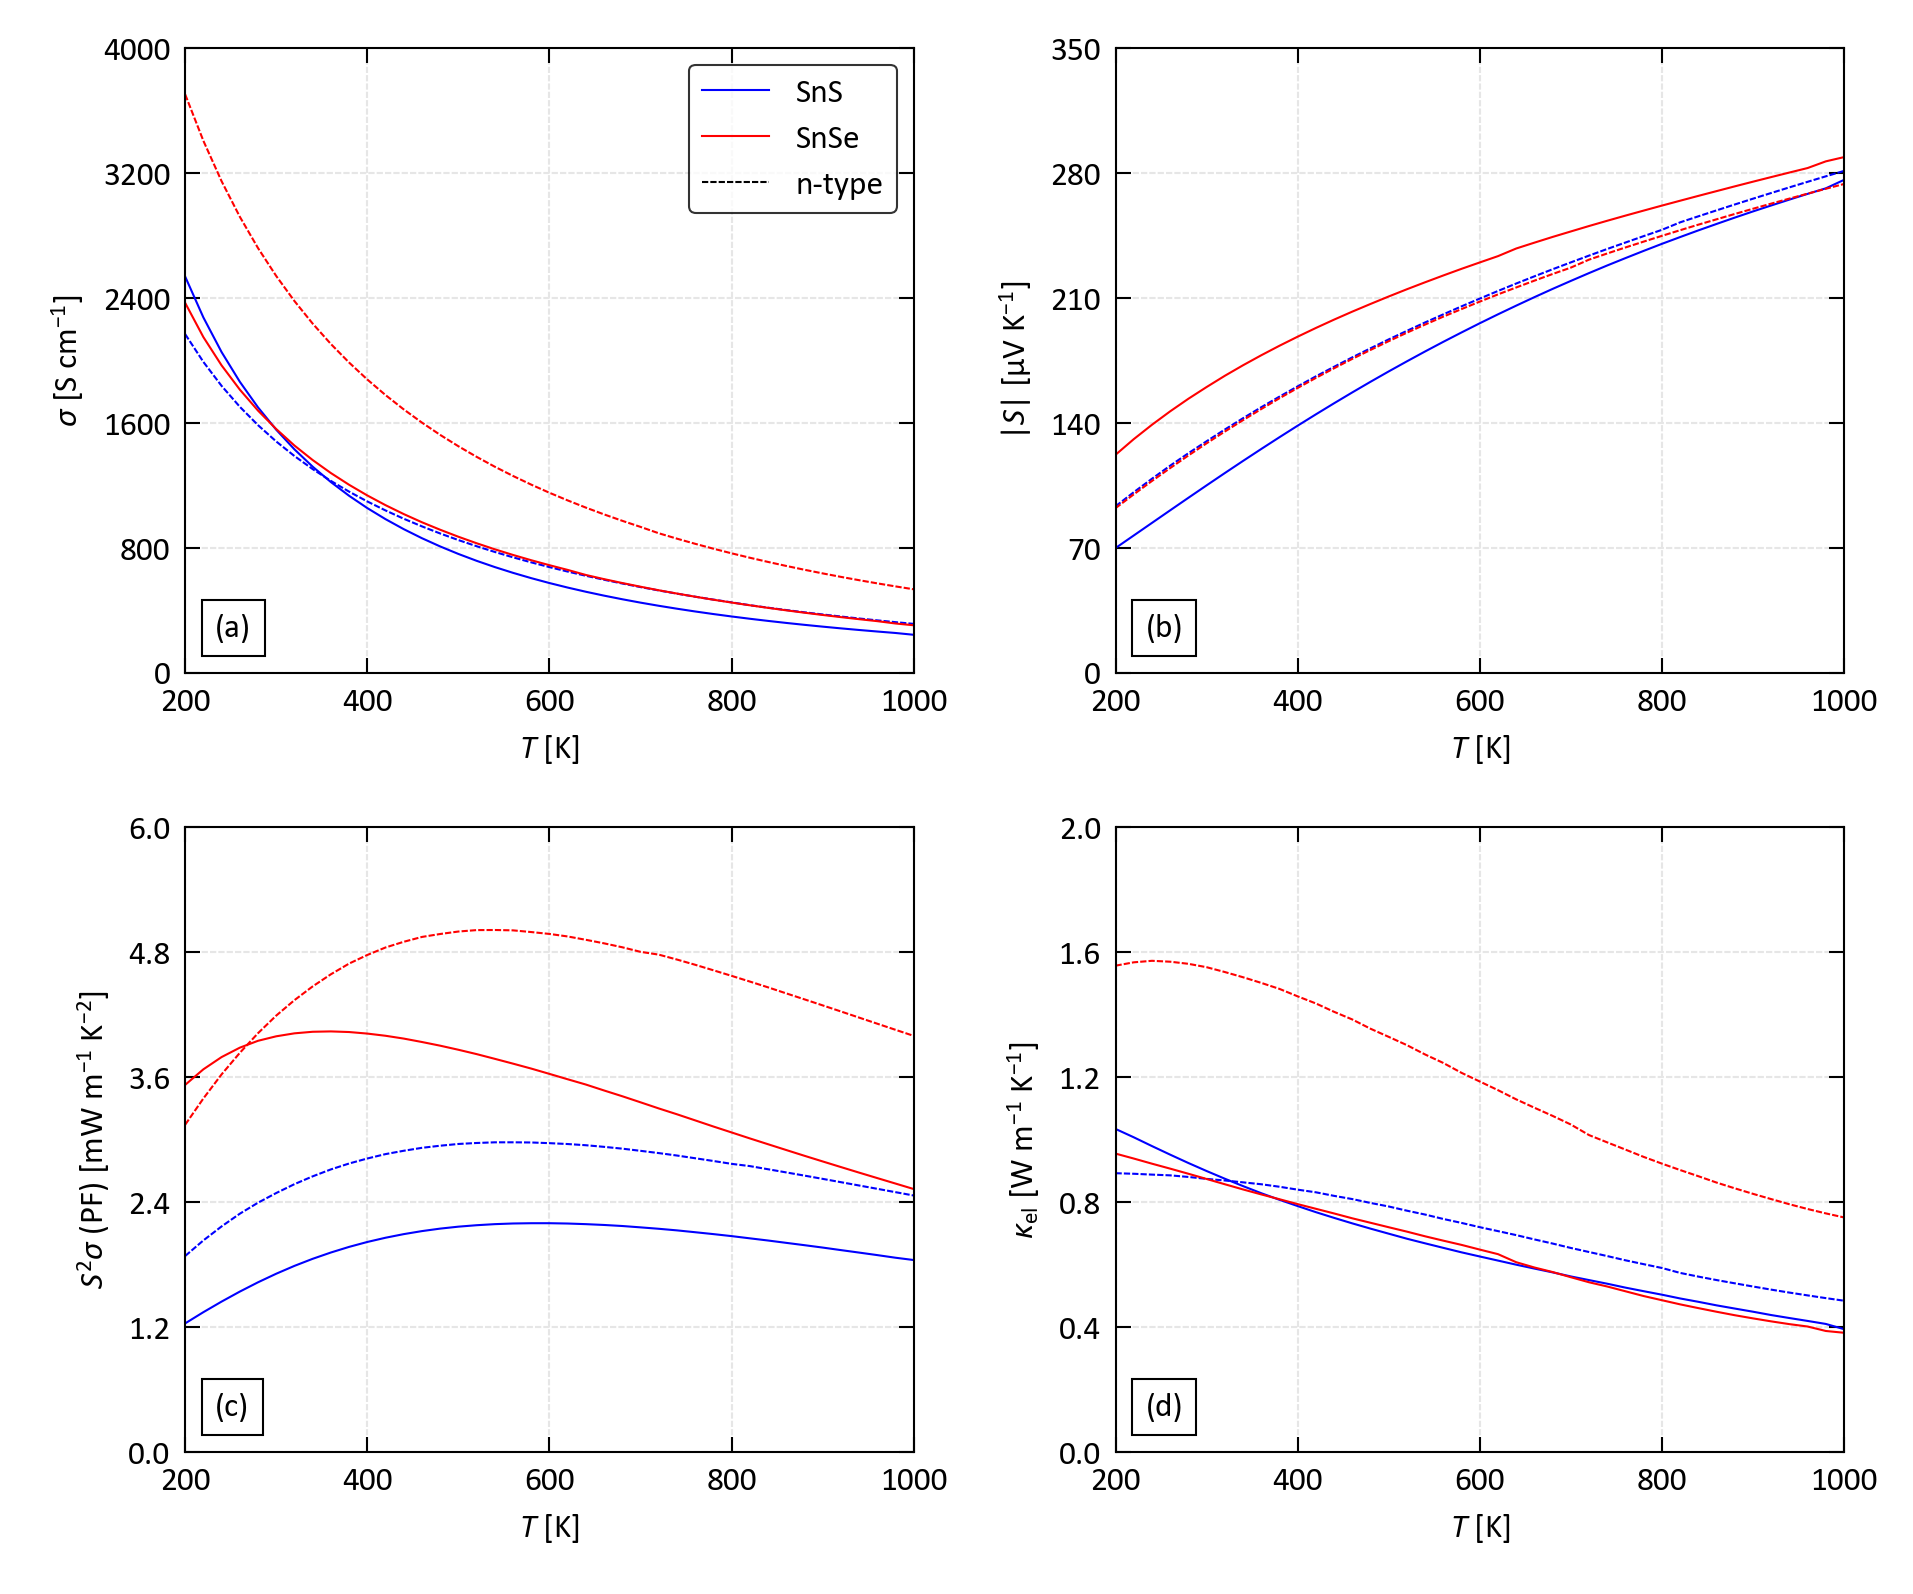 4000
3200
2400
1600
800
0
σ [S cm⁻¹]
SnS
SnSe
n-type
(a)
200 400 600 800 1000
T [K]
350
280
210
140
70
0
|S| [µV K⁻¹]
(b)
200 400 600 800 1000
T [K]
6.0
4.8
3.6
2.4
1.2
0.0
S²σ (PF) [mW m⁻¹ K⁻²]
(c)
200 400 600 800 1000
T [K]
2.0
1.6
1.2
0.8
0.4
0.0
κel [W m⁻¹ K⁻¹]
(d)
200 400 600 800 1000
T [K]